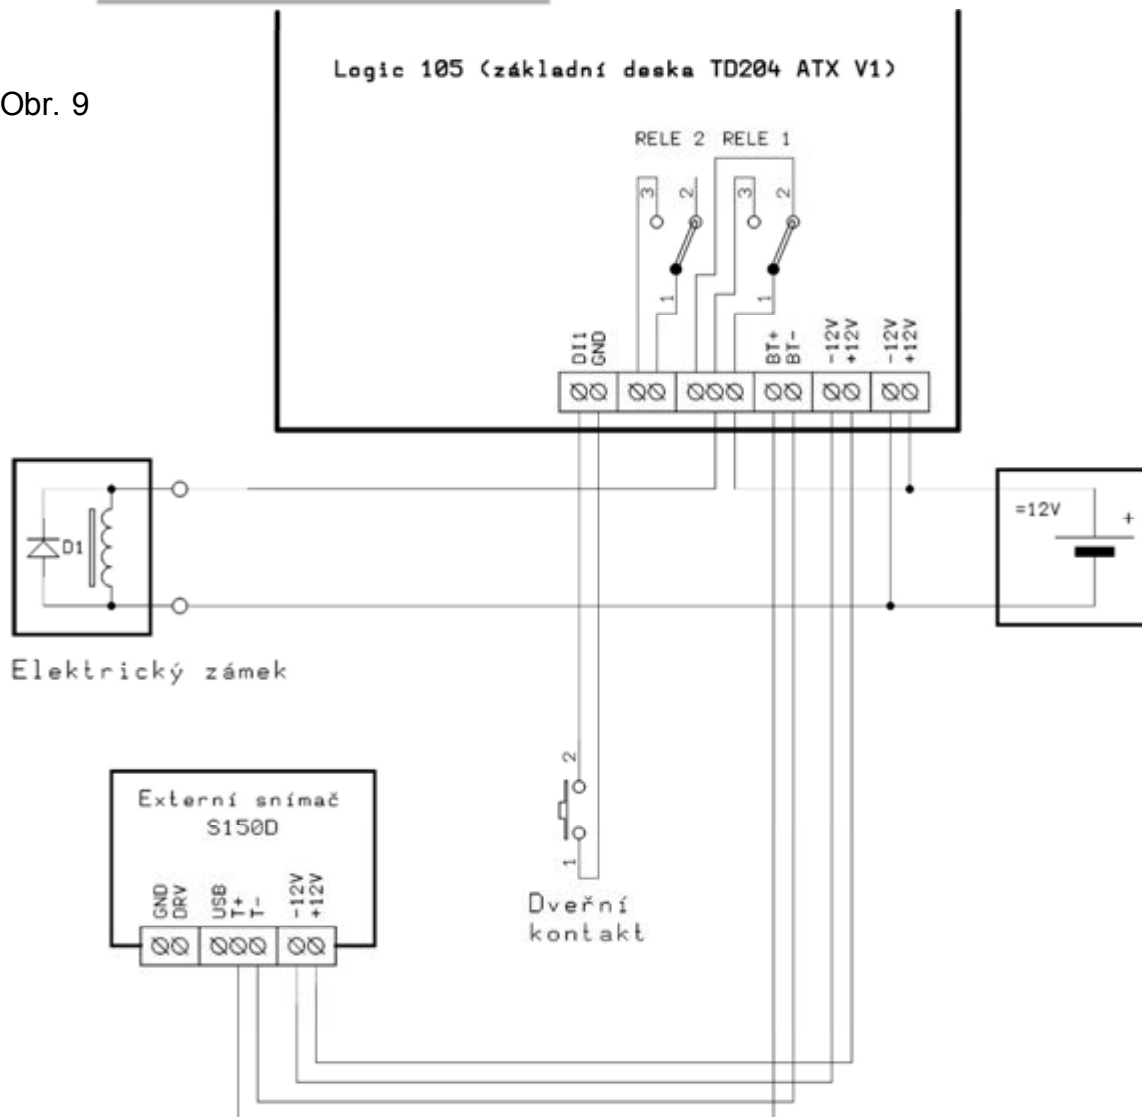 Logic 105 (základní deska TD204 ATX V1)
Obr. 9
RELE 2 RELE 1
3 2 3 2
1 1
DI1 GND BT+ BT- -12V +12V -12V +12V
=12V +
D1
Elektrický zámek
2
1
Dveřní
kontakt
Externí snímač
S150D
GND DRV USB T+ T- -12V +12V